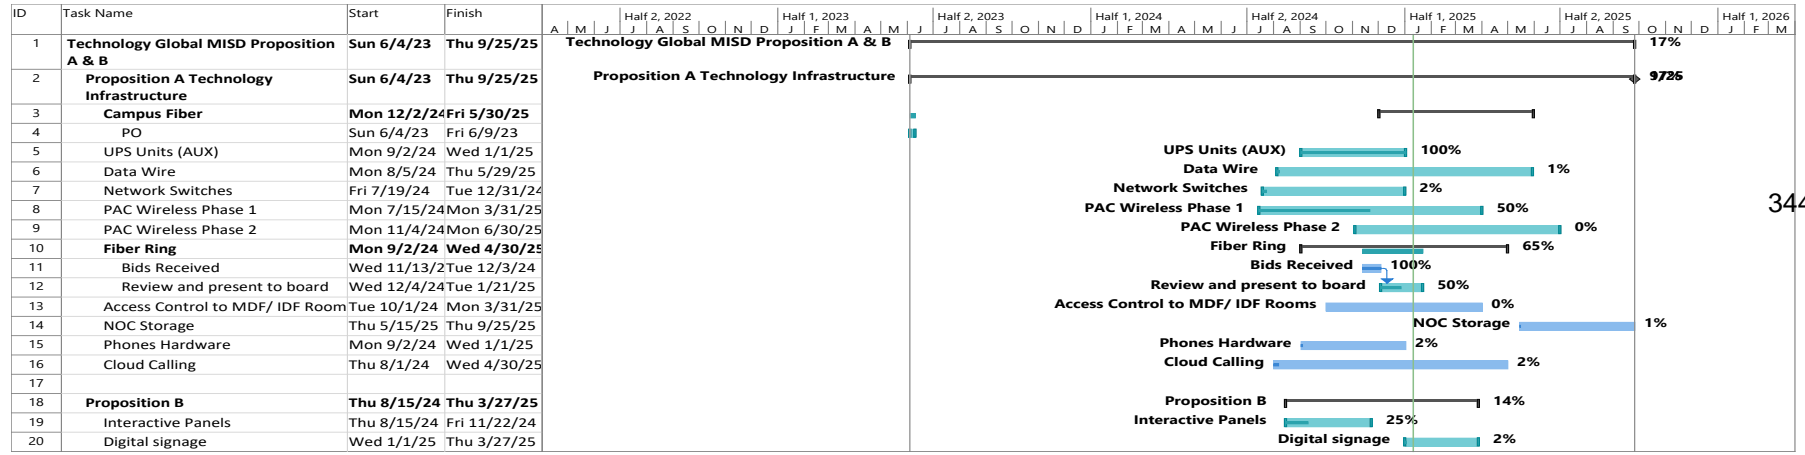 ID Task Name Start Finish
Half 2, 2022 Half 1, 2023 Half 2, 2023 Half 1, 2024 Half 2, 2024 Half 1, 2025 Half 2, 2025 Half 1, 2026
A M J J A S O N D J F M A M J J A S O N D J F M A M J J A S O N D J F M A M J J A S O N D J F M
1 Technology Global MISD Proposition Sun 6/4/23 Thu 9/25/25 Technology Global MISD Proposition A & B 17%
A & B
2 Proposition A Technology Sun 6/4/23 Thu 9/25/25 Proposition A Technology Infrastructure
Infrastructure
3 Campus Fiber Mon 12/2/24 Fri 5/30/25
4 PO Sun 6/4/23 Fri 6/9/23
5 UPS Units (AUX) Mon 9/2/24 Wed 1/1/25 UPS Units (AUX) 100%
6 Data Wire Mon 8/5/24 Thu 5/29/25 Data Wire 1%
7 Network Switches Fri 7/19/24 Tue 12/31/24 Network Switches 2%
8 PAC Wireless Phase 1 Mon 7/15/24 Mon 3/31/25 PAC Wireless Phase 1 50% 344
9 PAC Wireless Phase 2 Mon 11/4/24 Mon 6/30/25 PAC Wireless Phase 2 0%
10 Fiber Ring Mon 9/2/24 Wed 4/30/25 Fiber Ring 65%
11 Bids Received Wed 11/13/2 Tue 12/3/24 Bids Received 100%
12 Review and present to board Wed 12/4/24 Tue 1/21/25 Review and present to board 50%
13 Access Control to MDF/ IDF Room Tue 10/1/24 Mon 3/31/25 Access Control to MDF/ IDF Rooms 0%
14 NOC Storage Thu 5/15/25 Thu 9/25/25 NOC Storage 1%
15 Phones Hardware Mon 9/2/24 Wed 1/1/25 Phones Hardware 2%
16 Cloud Calling Thu 8/1/24 Wed 4/30/25 Cloud Calling 2%
17
18 Proposition B Thu 8/15/24 Thu 3/27/25 Proposition B 14%
19 Interactive Panels Thu 8/15/24 Fri 11/22/24 Interactive Panels 25%
20 Digital signage Wed 1/1/25 Thu 3/27/25 Digital signage 2%